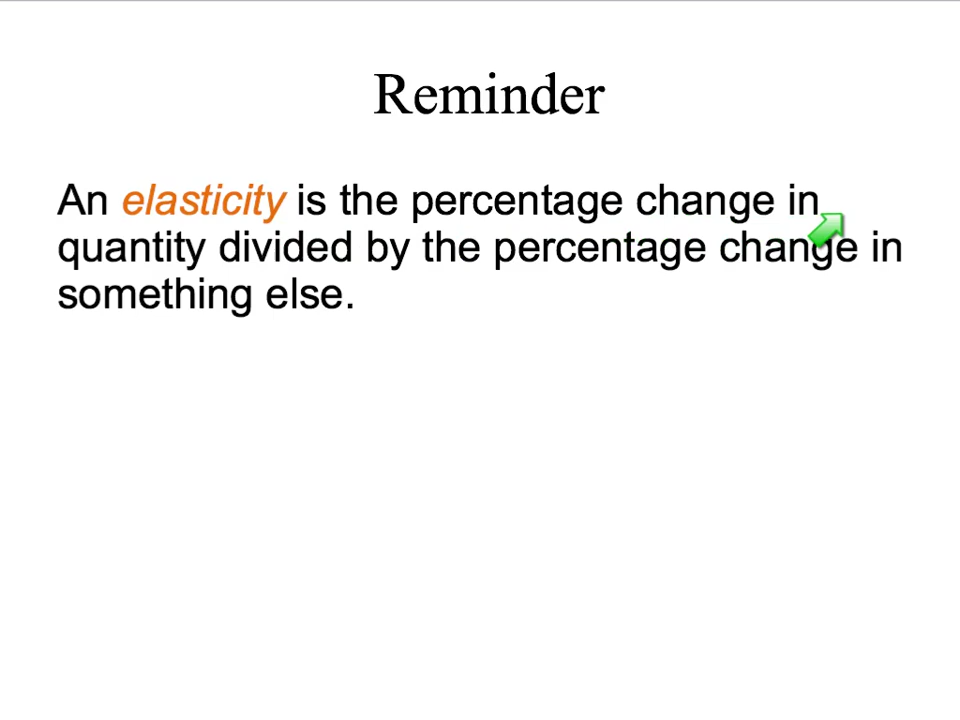 Reminder
An elasticity is the percentage change in
quantity divided by the percentage change in
something else.